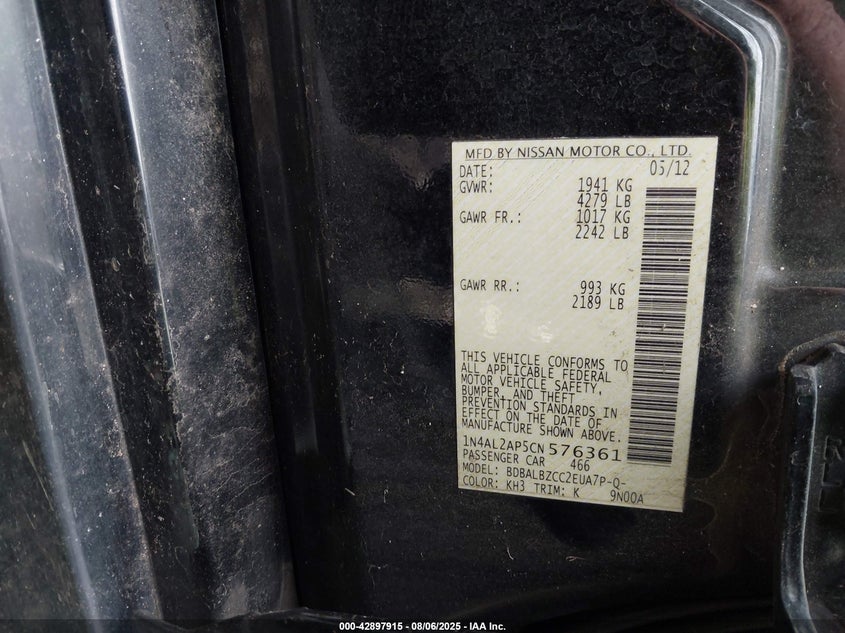 MFD BY NISSAN MOTOR CO., LTD.
DATE: 05/12
GVWR: 1941 KG
4279 LB
GAWR FR.: 1017 KG
2242 LB
GAWR RR.: 993 KG
2189 LB
THIS VEHICLE CONFORMS TO
ALL APPLICABLE FEDERAL
MOTOR VEHICLE SAFETY,
BUMPER, AND THEFT
PREVENTION STANDARDS IN
EFFECT ON THE DATE OF
MANUFACTURE SHOWN ABOVE.
1N4AL2AP5CN 576361
PASSENGER CAR 466
MODEL: BDBALBZCC2EUA7P-Q-
COLOR: KH3 TRIM: K 9N00A
000-42897915 - 08/06/2025 - IAA Inc.